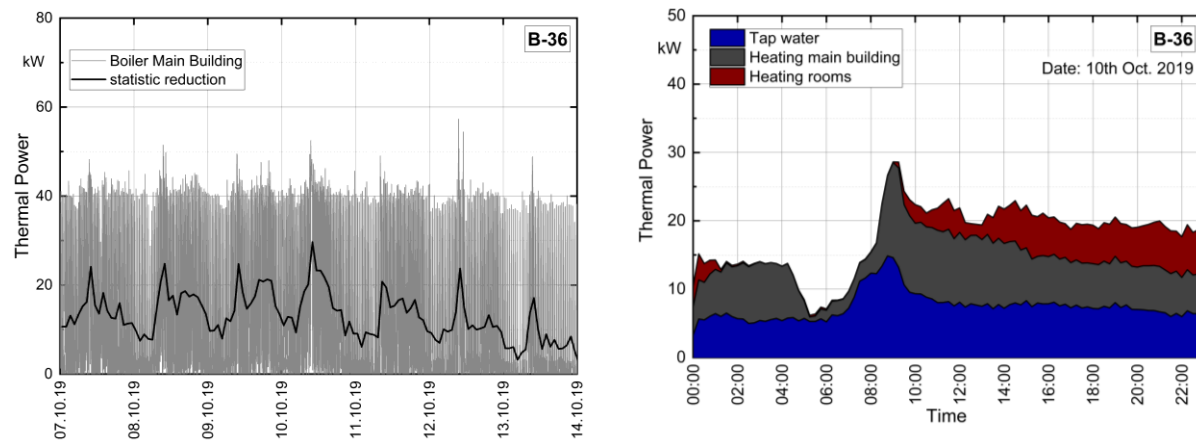 80
kW
60
40
20
0
Thermal Power
B-36
Boiler Main Building
statistic reduction
07.10.19
08.10.19
09.10.19
10.10.19
11.10.19
12.10.19
13.10.19
14.10.19
50
kW
40
30
20
10
0
Thermal Power
Tap water
Heating main building
Heating rooms
B-36
Date: 10th Oct. 2019
00:00
02:00
04:00
06:00
08:00
10:00
12:00
14:00
16:00
18:00
20:00
22:00
Time